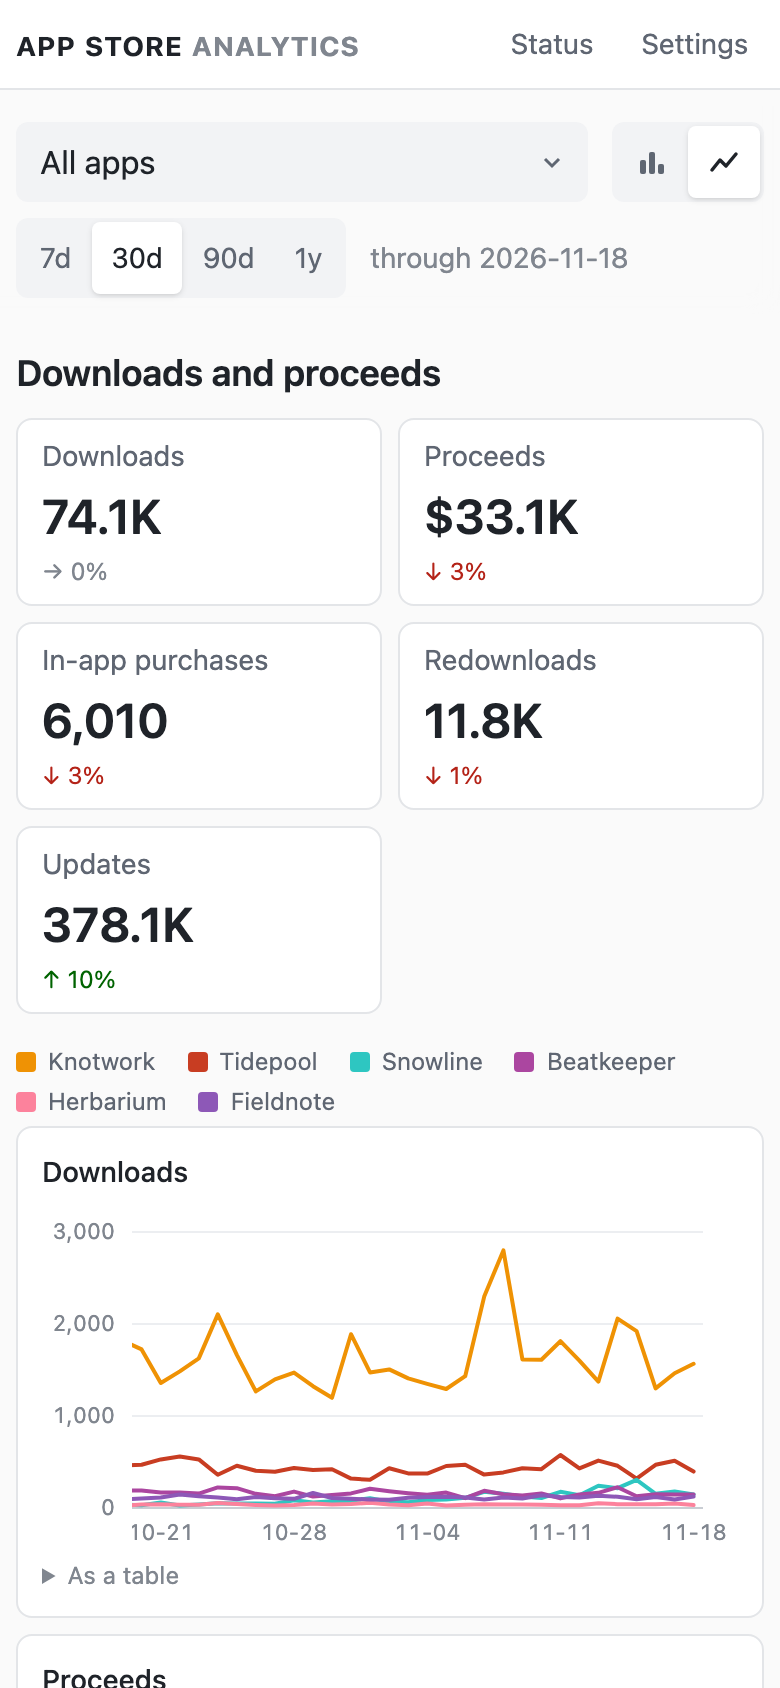 APP STORE ANALYTICS Status Settings
All apps
7d 30d 90d 1y through 2026-11-18
Downloads and proceeds
Downloads
74.1K
→ 0%
Proceeds
$33.1K
↓ 3%
In-app purchases
6,010
↓ 3%
Redownloads
11.8K
↓ 1%
Updates
378.1K
↑ 10%
Knotwork Tidepool Snowline Beatkeeper
Herbarium Fieldnote
Downloads
3,000
2,000
1,000
0
10-21 10-28 11-04 11-11 11-18
As a table
Proceeds